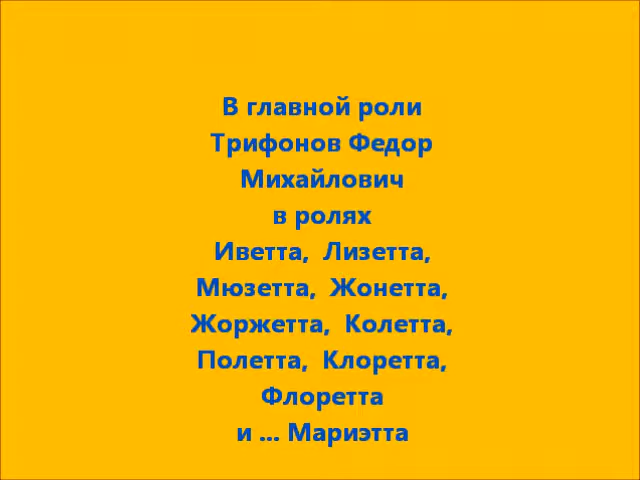 В главной роли
Трифонов Федор
Михайлович
в ролях
Иветта, Лизетта,
Мюзетта, Жонетта,
Жоржетта, Колетта,
Полетта, Клоретта,
Флоретта
и ... Мариэтта